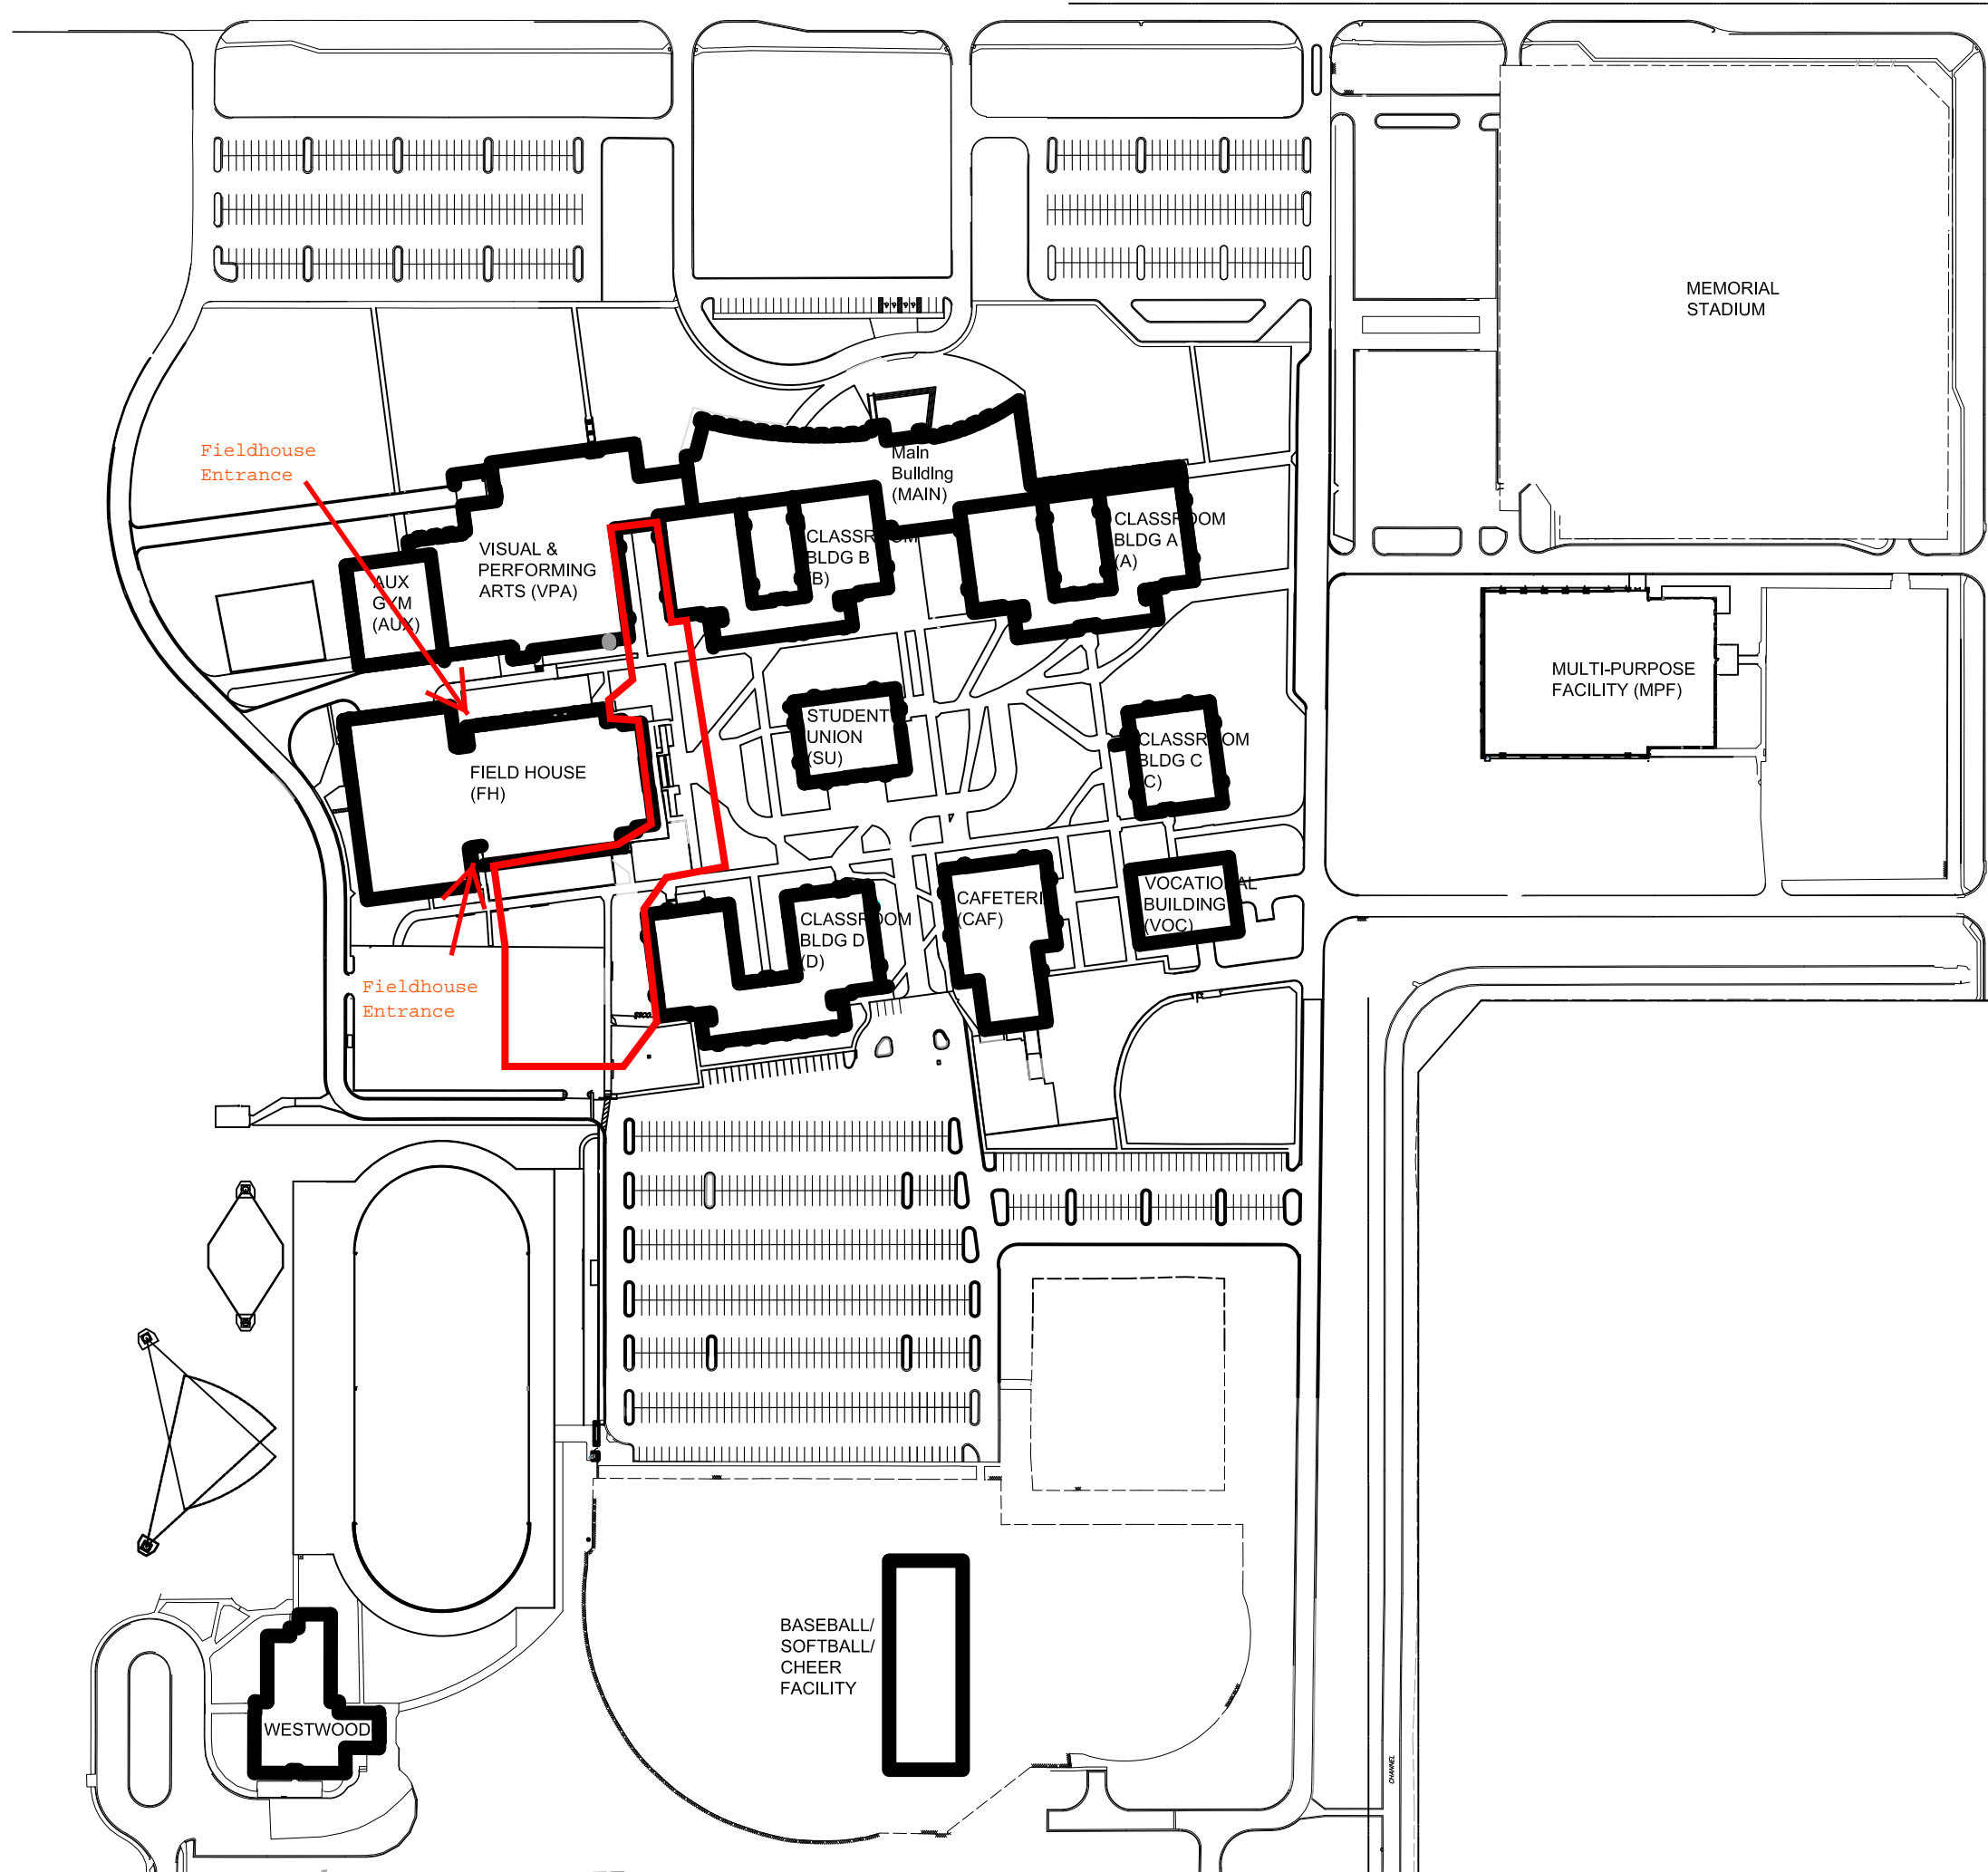 MEMORIAL
STADIUM
Fieldhouse
Entrance
Main
Building
(MAIN)
VISUAL &
PERFORMING
ARTS (VPA)
CLASSROOM
BLDG B
(B)
CLASSROOM
BLDG A
(A)
AUX
GYM
(AUX)
MULTI-PURPOSE
FACILITY (MPF)
STUDENT
UNION
(SU)
CLASSROOM
BLDG C
(C)
FIELD HOUSE
(FH)
CLASSROOM
BLDG D
(D)
CAFETERI
(CAF)
VOCATIONAL
BUILDING
(VOC)
Fieldhouse
Entrance
BASEBALL/
SOFTBALL/
CHEER
FACILITY
WESTWOOD
CHANNEL